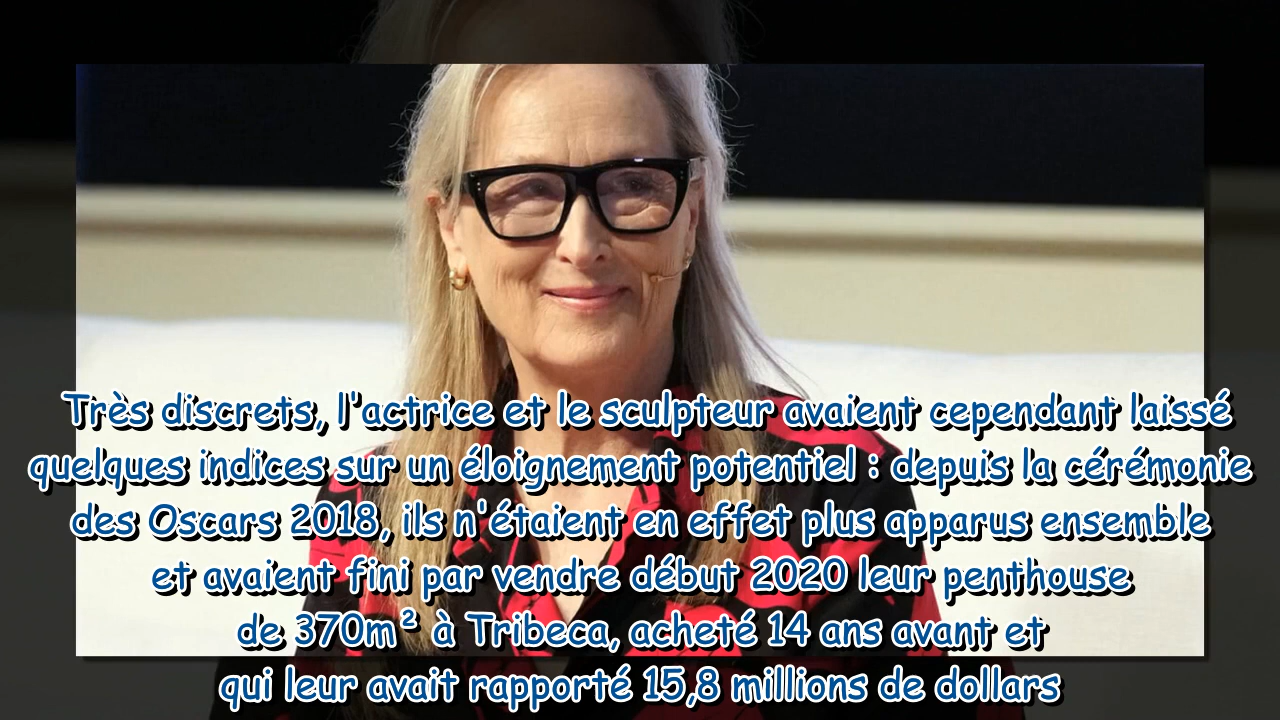 Très discrets, l'actrice et le sculpteur avaient cependant laissé
quelques indices sur un éloignement potentiel : depuis la cérémonie
des Oscars 2018, ils n'étaient en effet plus apparus ensemble
et avaient fini par vendre début 2020 leur penthouse
de 370m² à Tribeca, acheté 14 ans avant et
qui leur avait rapporté 15,8 millions de dollars